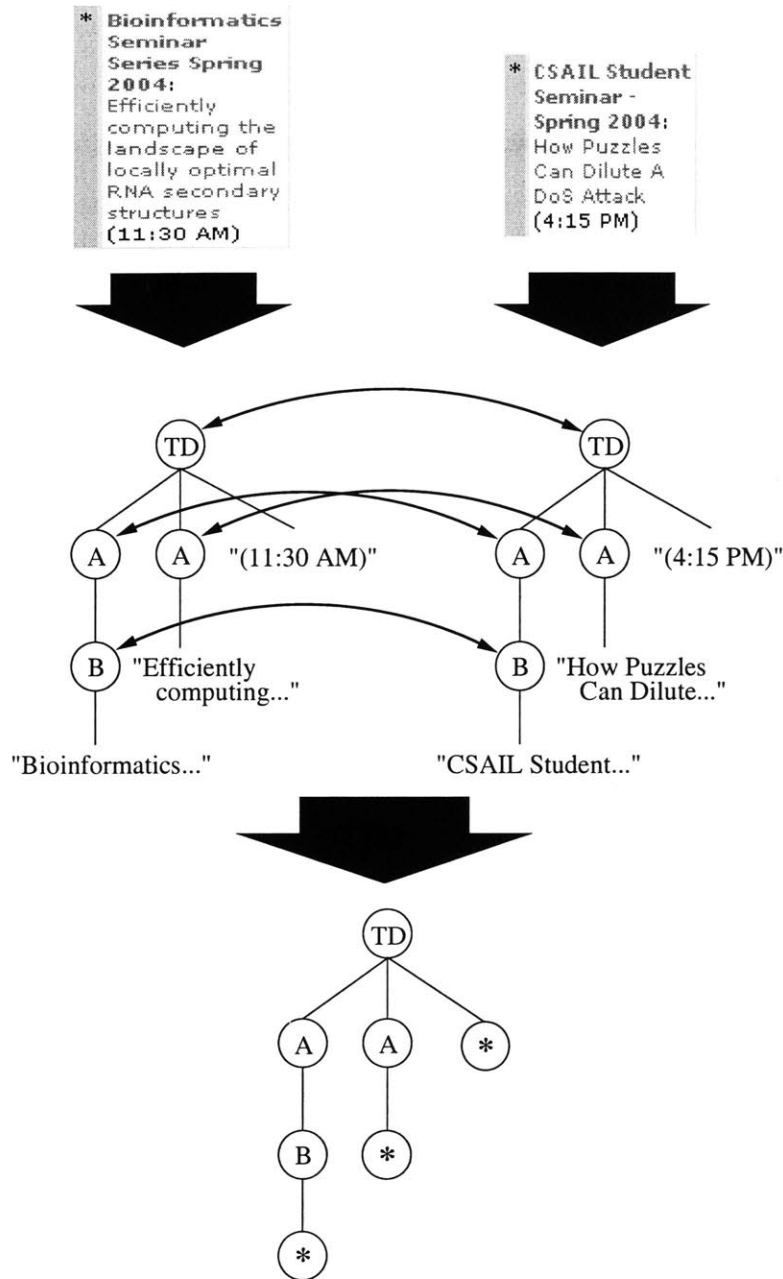 * Bioinformatics
Seminar
Series Spring
2004:
Efficiently
computing the
landscape of
locally optimal
RNA secondary
structures
(11:30 AM)
* CSAIL Student
Seminar -
Spring 2004:
How Puzzles
Can Dilute A
DoS Attack
(4:15 PM)
TD
TD
A
A
"(11:30 AM)"
A
A
"(4:15 PM)"
B
"Efficiently
computing..."
B
"How Puzzles
Can Dilute..."
"Bioinformatics..."
"CSAIL Student..."
TD
A
A
*
B
*
*